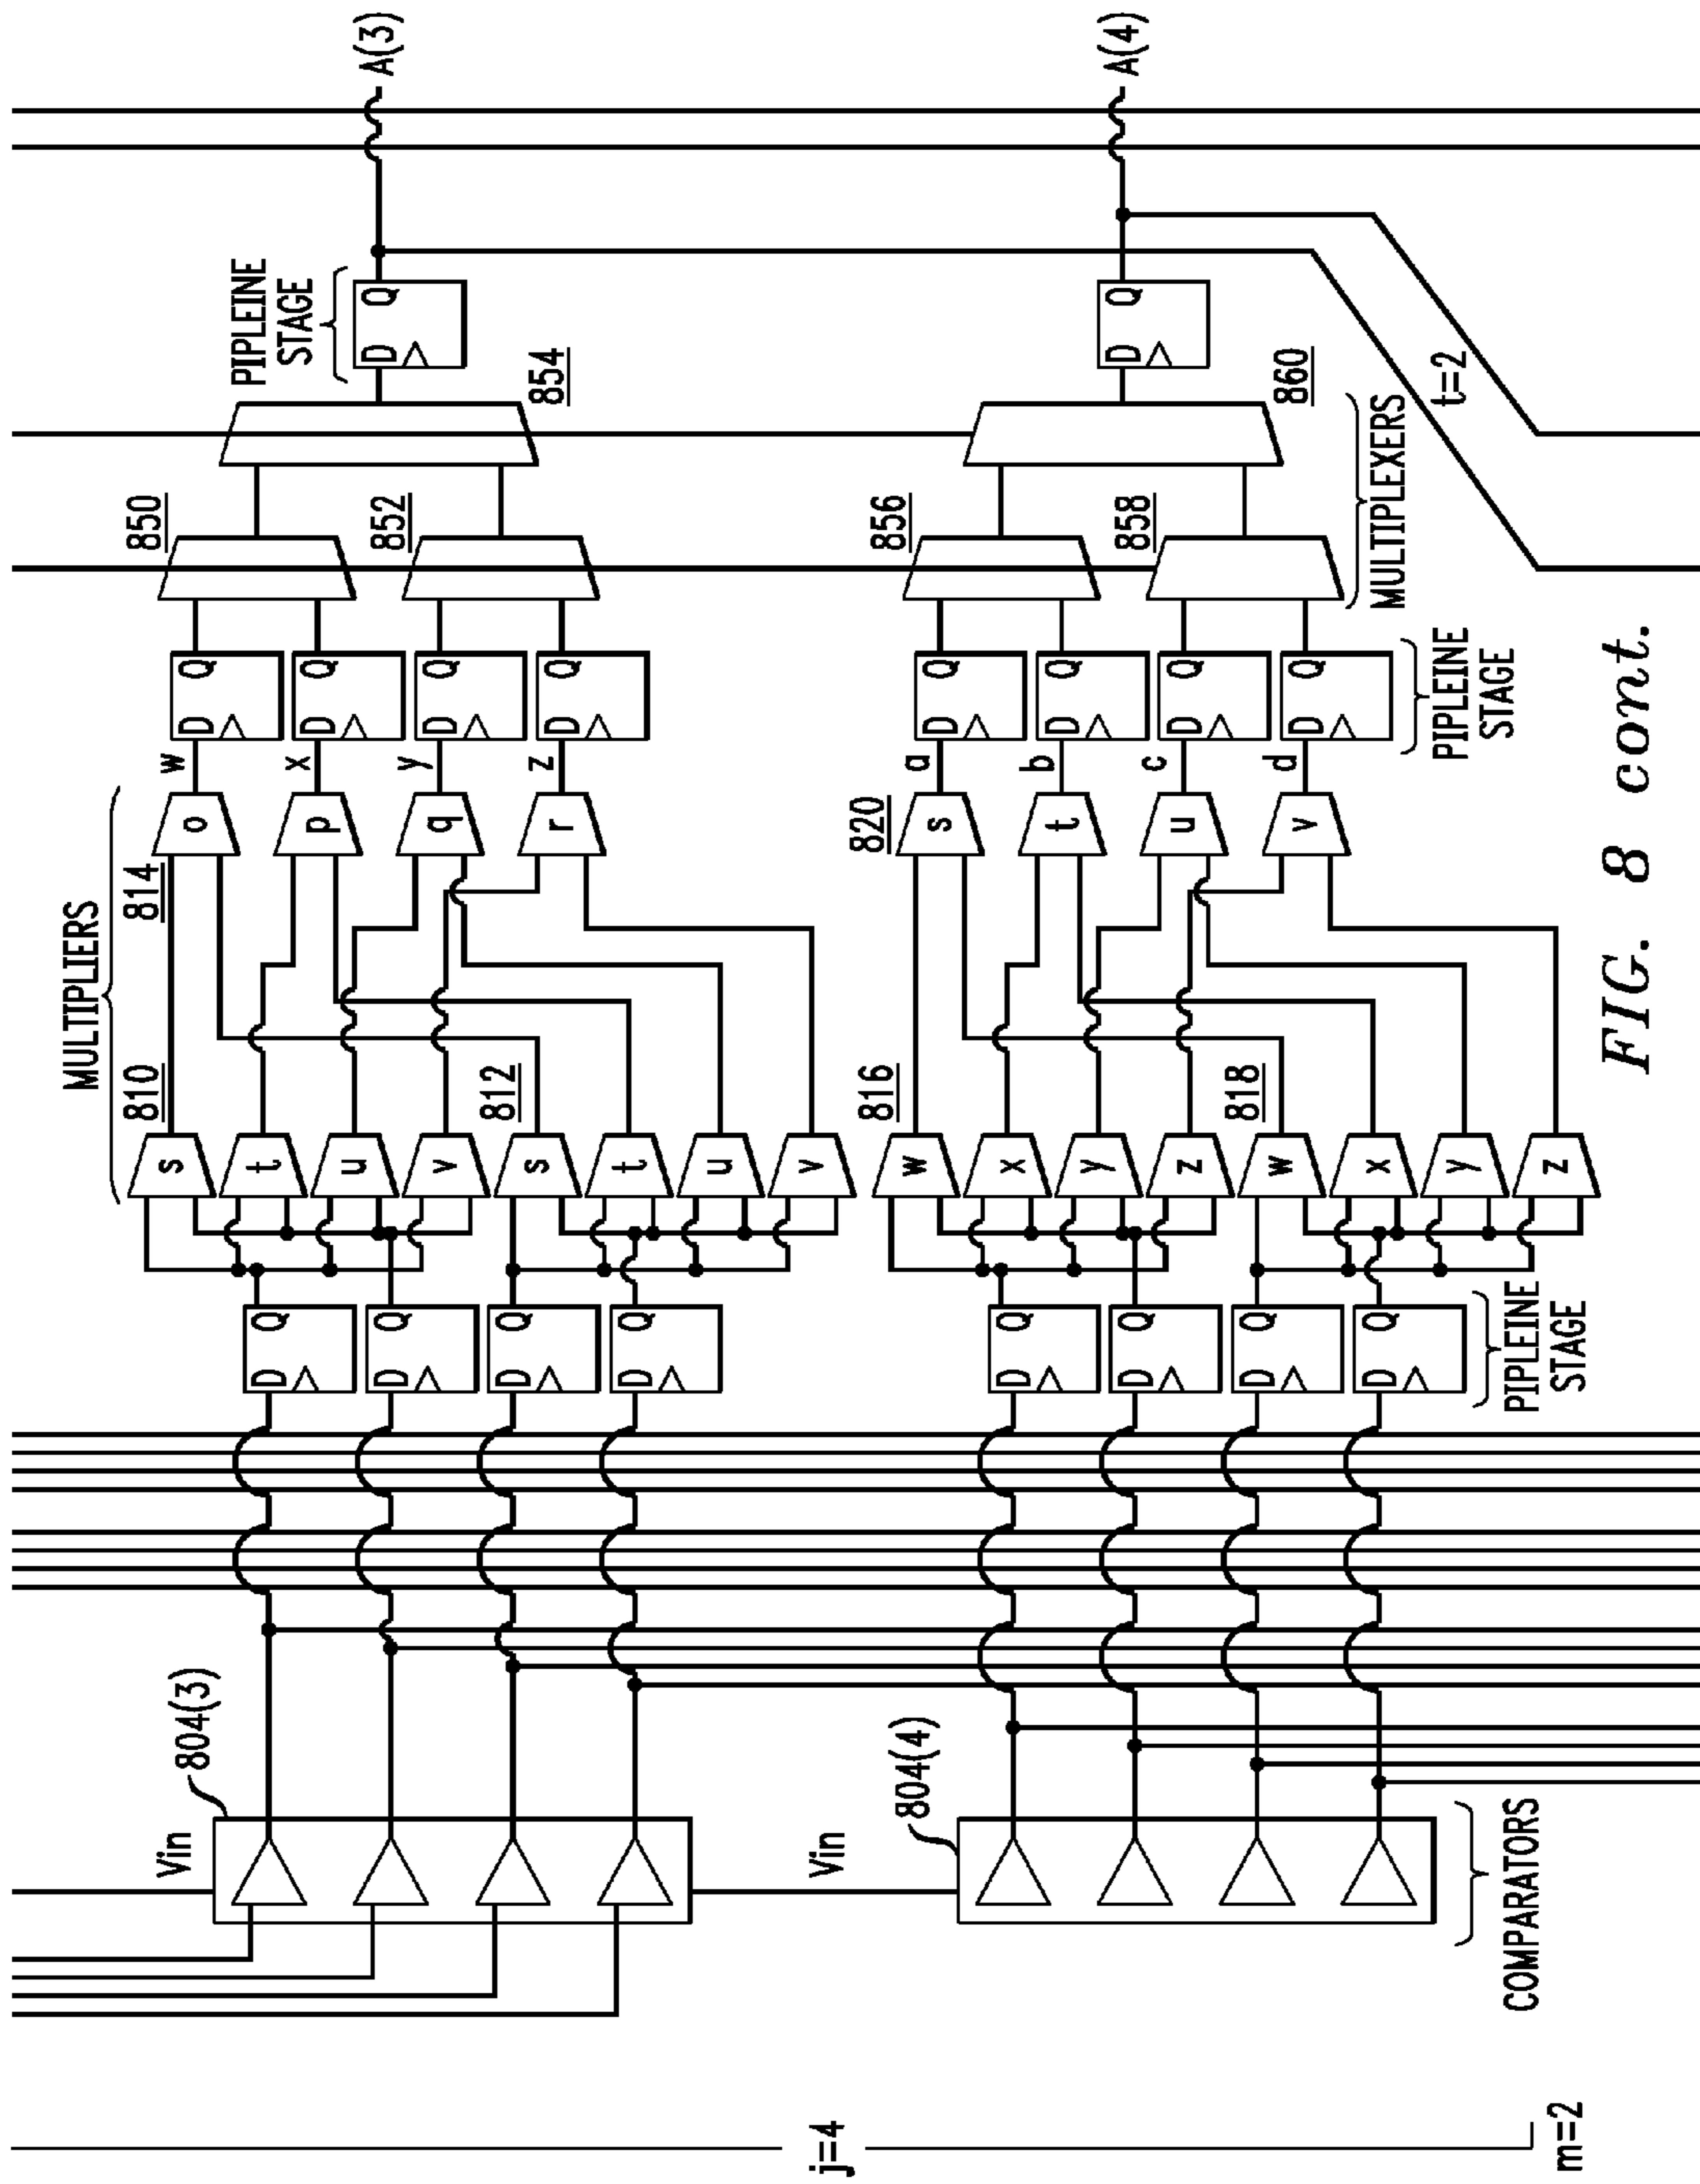 MULTIPLIERS
810
814
850
Vin
804(3)
s
o
w
D Q
PIPLEINE
STAGE
t
D Q
p
x
D Q
u
D Q
D Q
A(3)
852
v
q
y
D Q
812
s
D Q
r
z
D Q
854
t
D Q
u
v
j=4
Vin
816
820
856
804(4)
w
s
a
D Q
x
D Q
t
b
D Q
y
D Q
D Q
A(4)
858
z
u
c
D Q
818
w
D Q
v
d
D Q
860
x
D Q
MULTIPLEXERS
y
t=2
PIPLEINE
STAGE
COMPARATORS
PIPLEINE
STAGE
z
m=2
FIG. 8 cont.